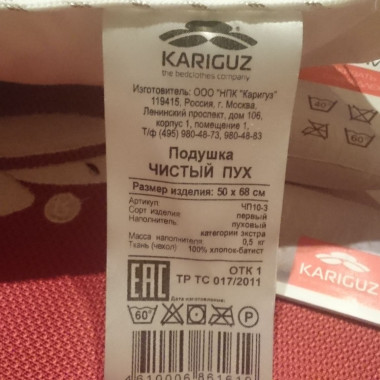 KARIGUZ
the bedclothes company
Изготовитель: ООО "НПК "Каригуз"
119415, Россия, г. Москва,
Ленинский проспект, дом 106,
корпус 1, помещение 1.
Т/ф (495) 980-48-73, 980-48-83
Подушка
ЧИСТЫЙ ПУХ
Размер изделия: 50 x 68 см
Артикул ЧП10-3
Сорт изделия первый
Наполнитель: пуховый
категории экстра
Масса наполнителя 0,5 кг
Ткань (чехол) 100% хлопок-батист
ЕАС
ОТК 1
ТР ТС 017/2011
Дата изготовления:
60°
P
40°
60
KARIGUZ